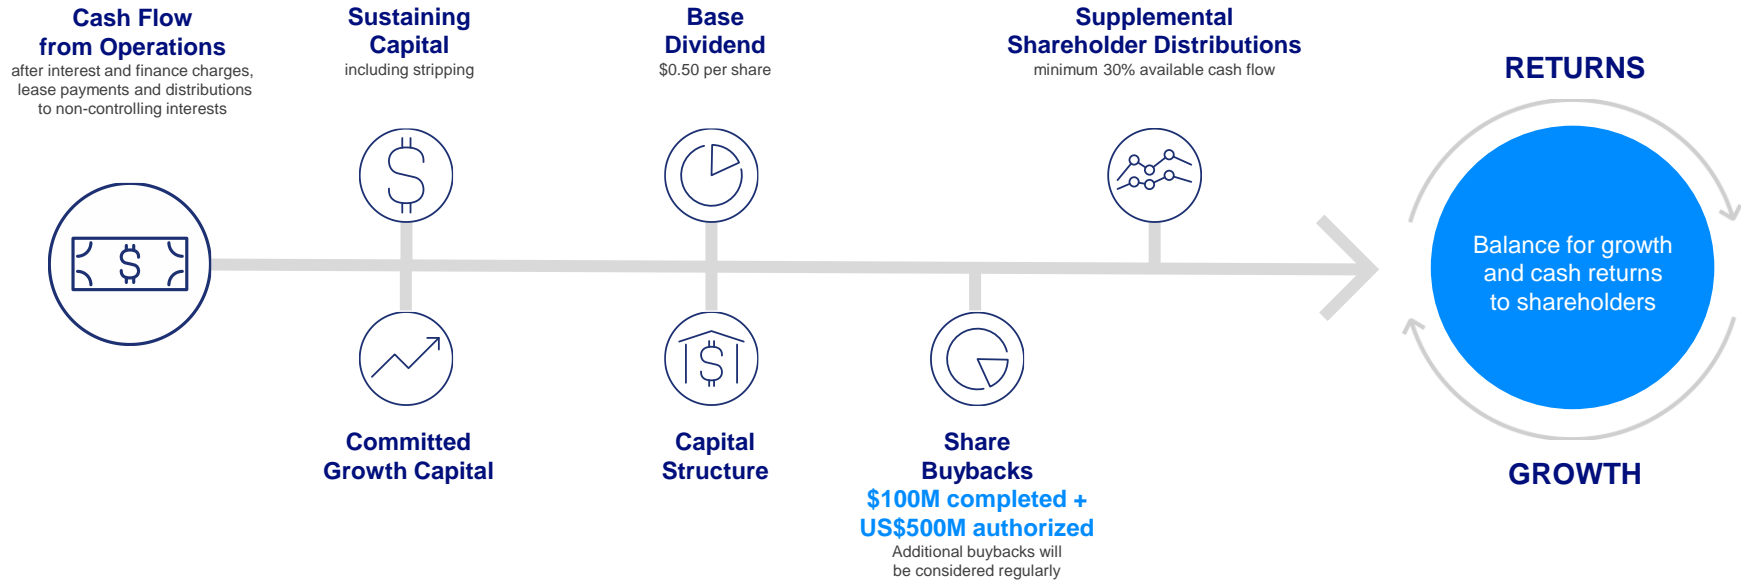 Cash Flow
from Operations
after interest and finance charges,
lease payments and distributions
to non-controlling interests
Sustaining
Capital
including stripping
Base
Dividend
$0.50 per share
Supplemental
Shareholder Distributions
minimum 30% available cash flow
RETURNS
Balance for growth
and cash returns
to shareholders
Committed
Growth Capital
Capital
Structure
Share
Buybacks
$100M completed +
US$500M authorized
Additional buybacks will
be considered regularly
GROWTH